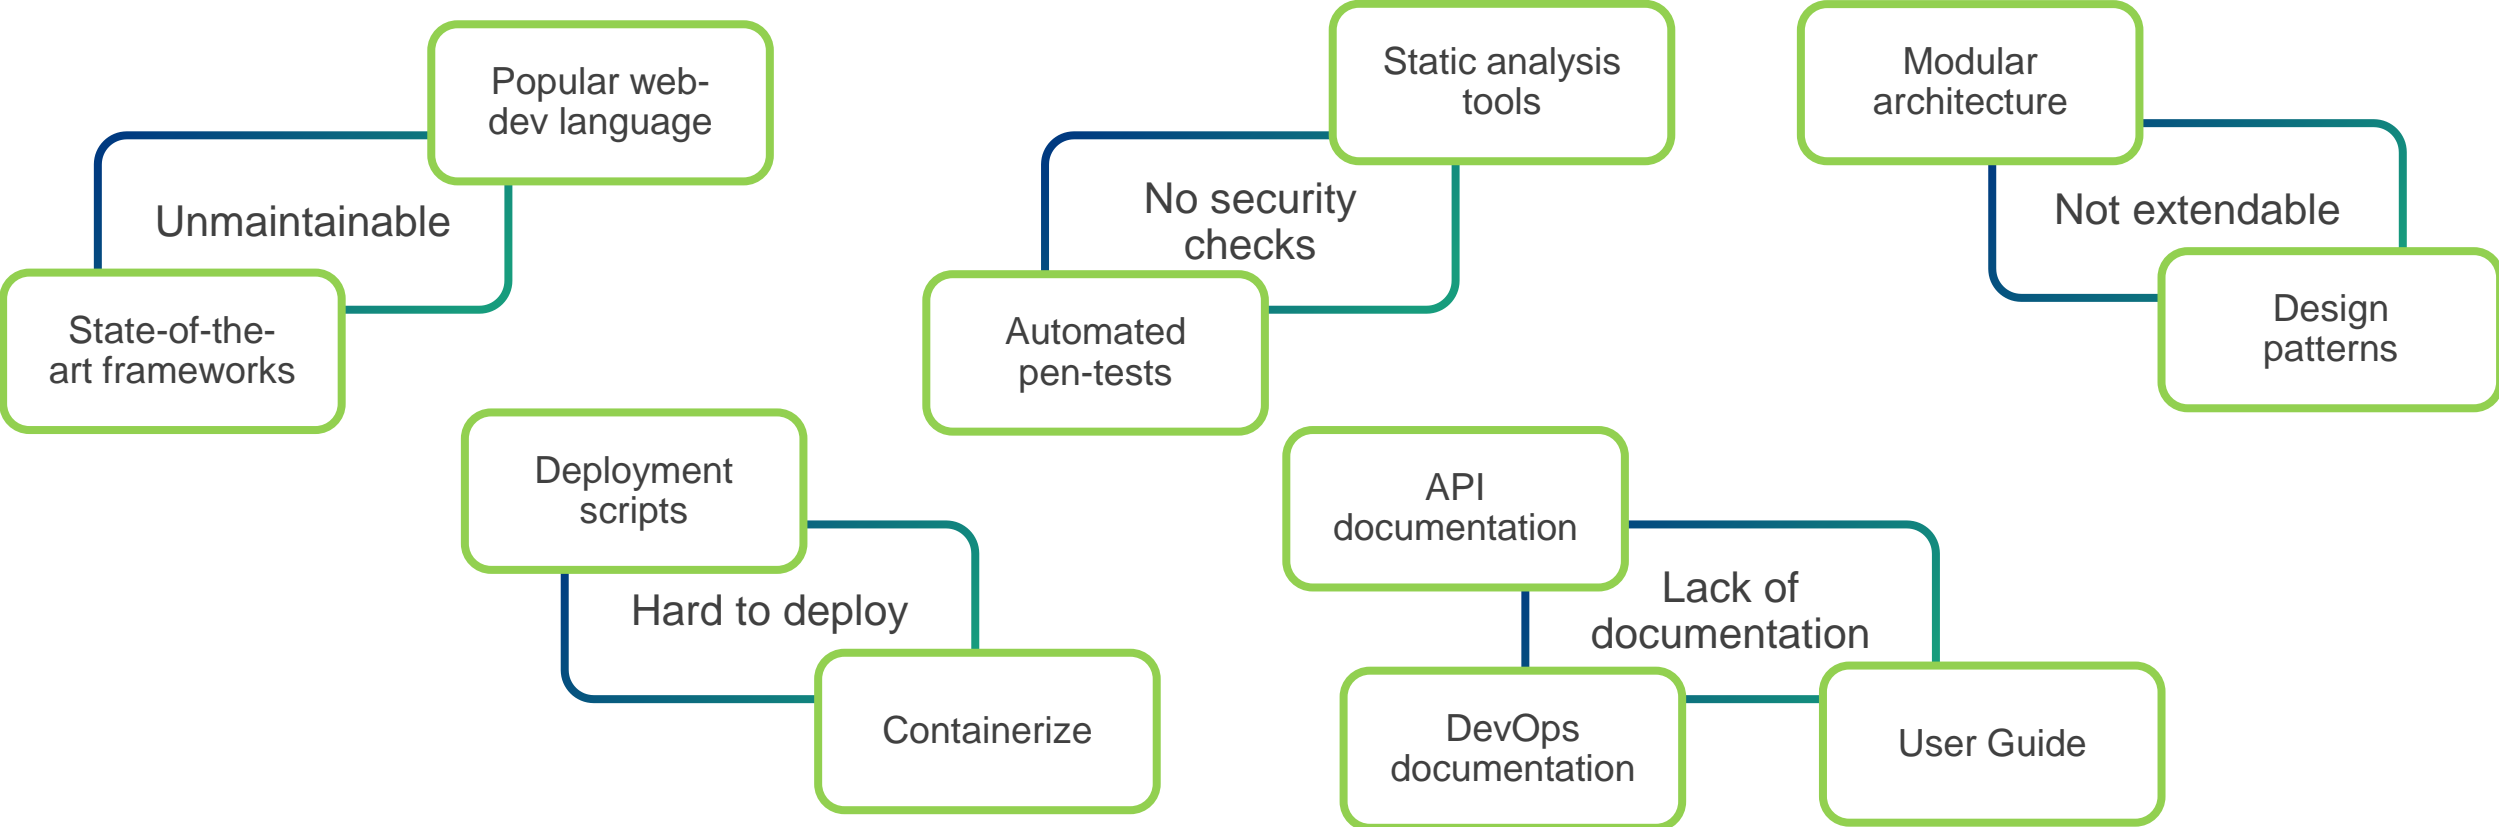 Popular web-
dev language
Unmaintainable
State-of-the-
art frameworks
Static analysis
tools
No security
checks
Automated
pen-tests
Modular
architecture
Not extendable
Design
patterns
Deployment
scripts
Hard to deploy
Containerize
API
documentation
Lack of
documentation
DevOps
documentation
User Guide